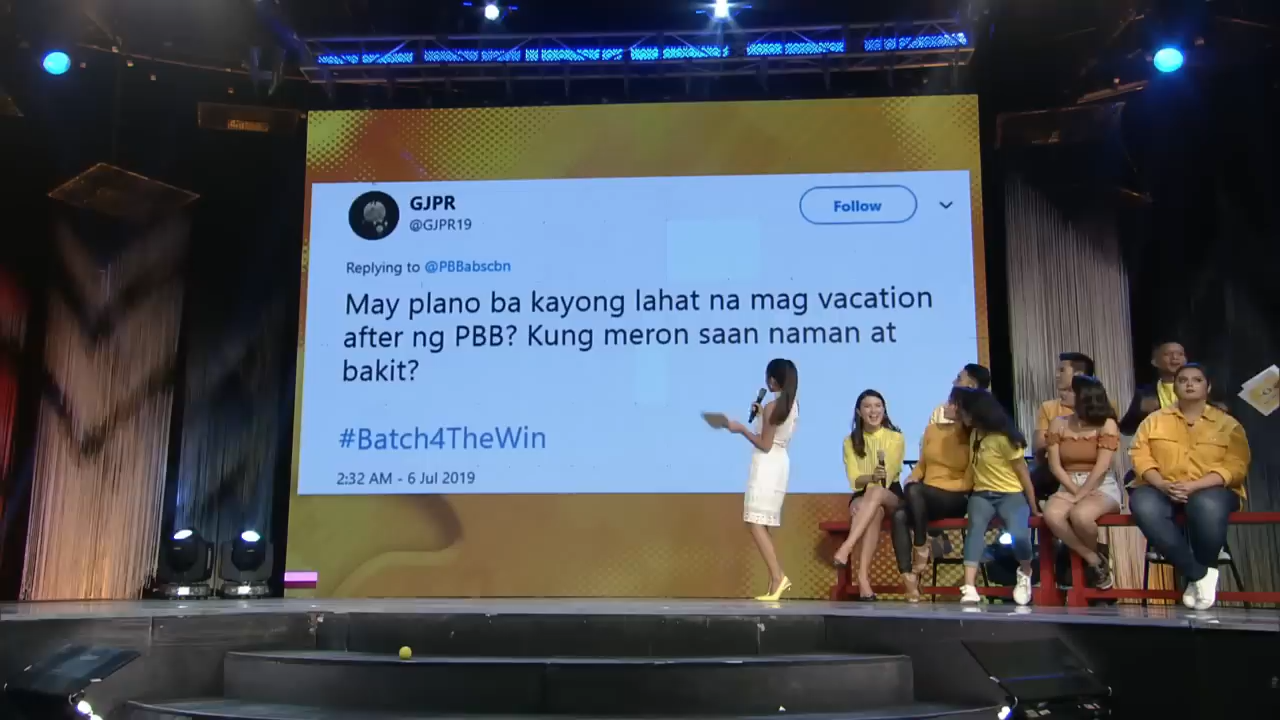 GJPR
@GJPR19
Follow
Replying to @PBBabscbn
May plano ba kayong lahat na mag vacation
after ng PBB? Kung meron saan naman at
bakit?
#Batch4TheWin
2:32 AM - 6 Jul 2019